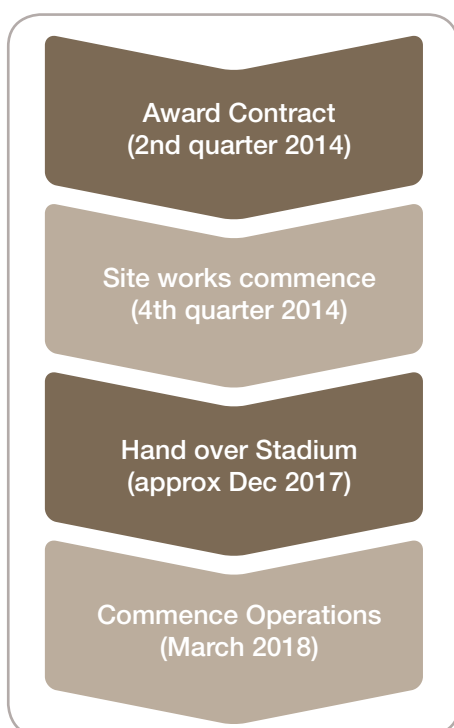 Award Contract
(2nd quarter 2014)
Site works commence
(4th quarter 2014)
Hand over Stadium
(approx Dec 2017)
Commence Operations
(March 2018)